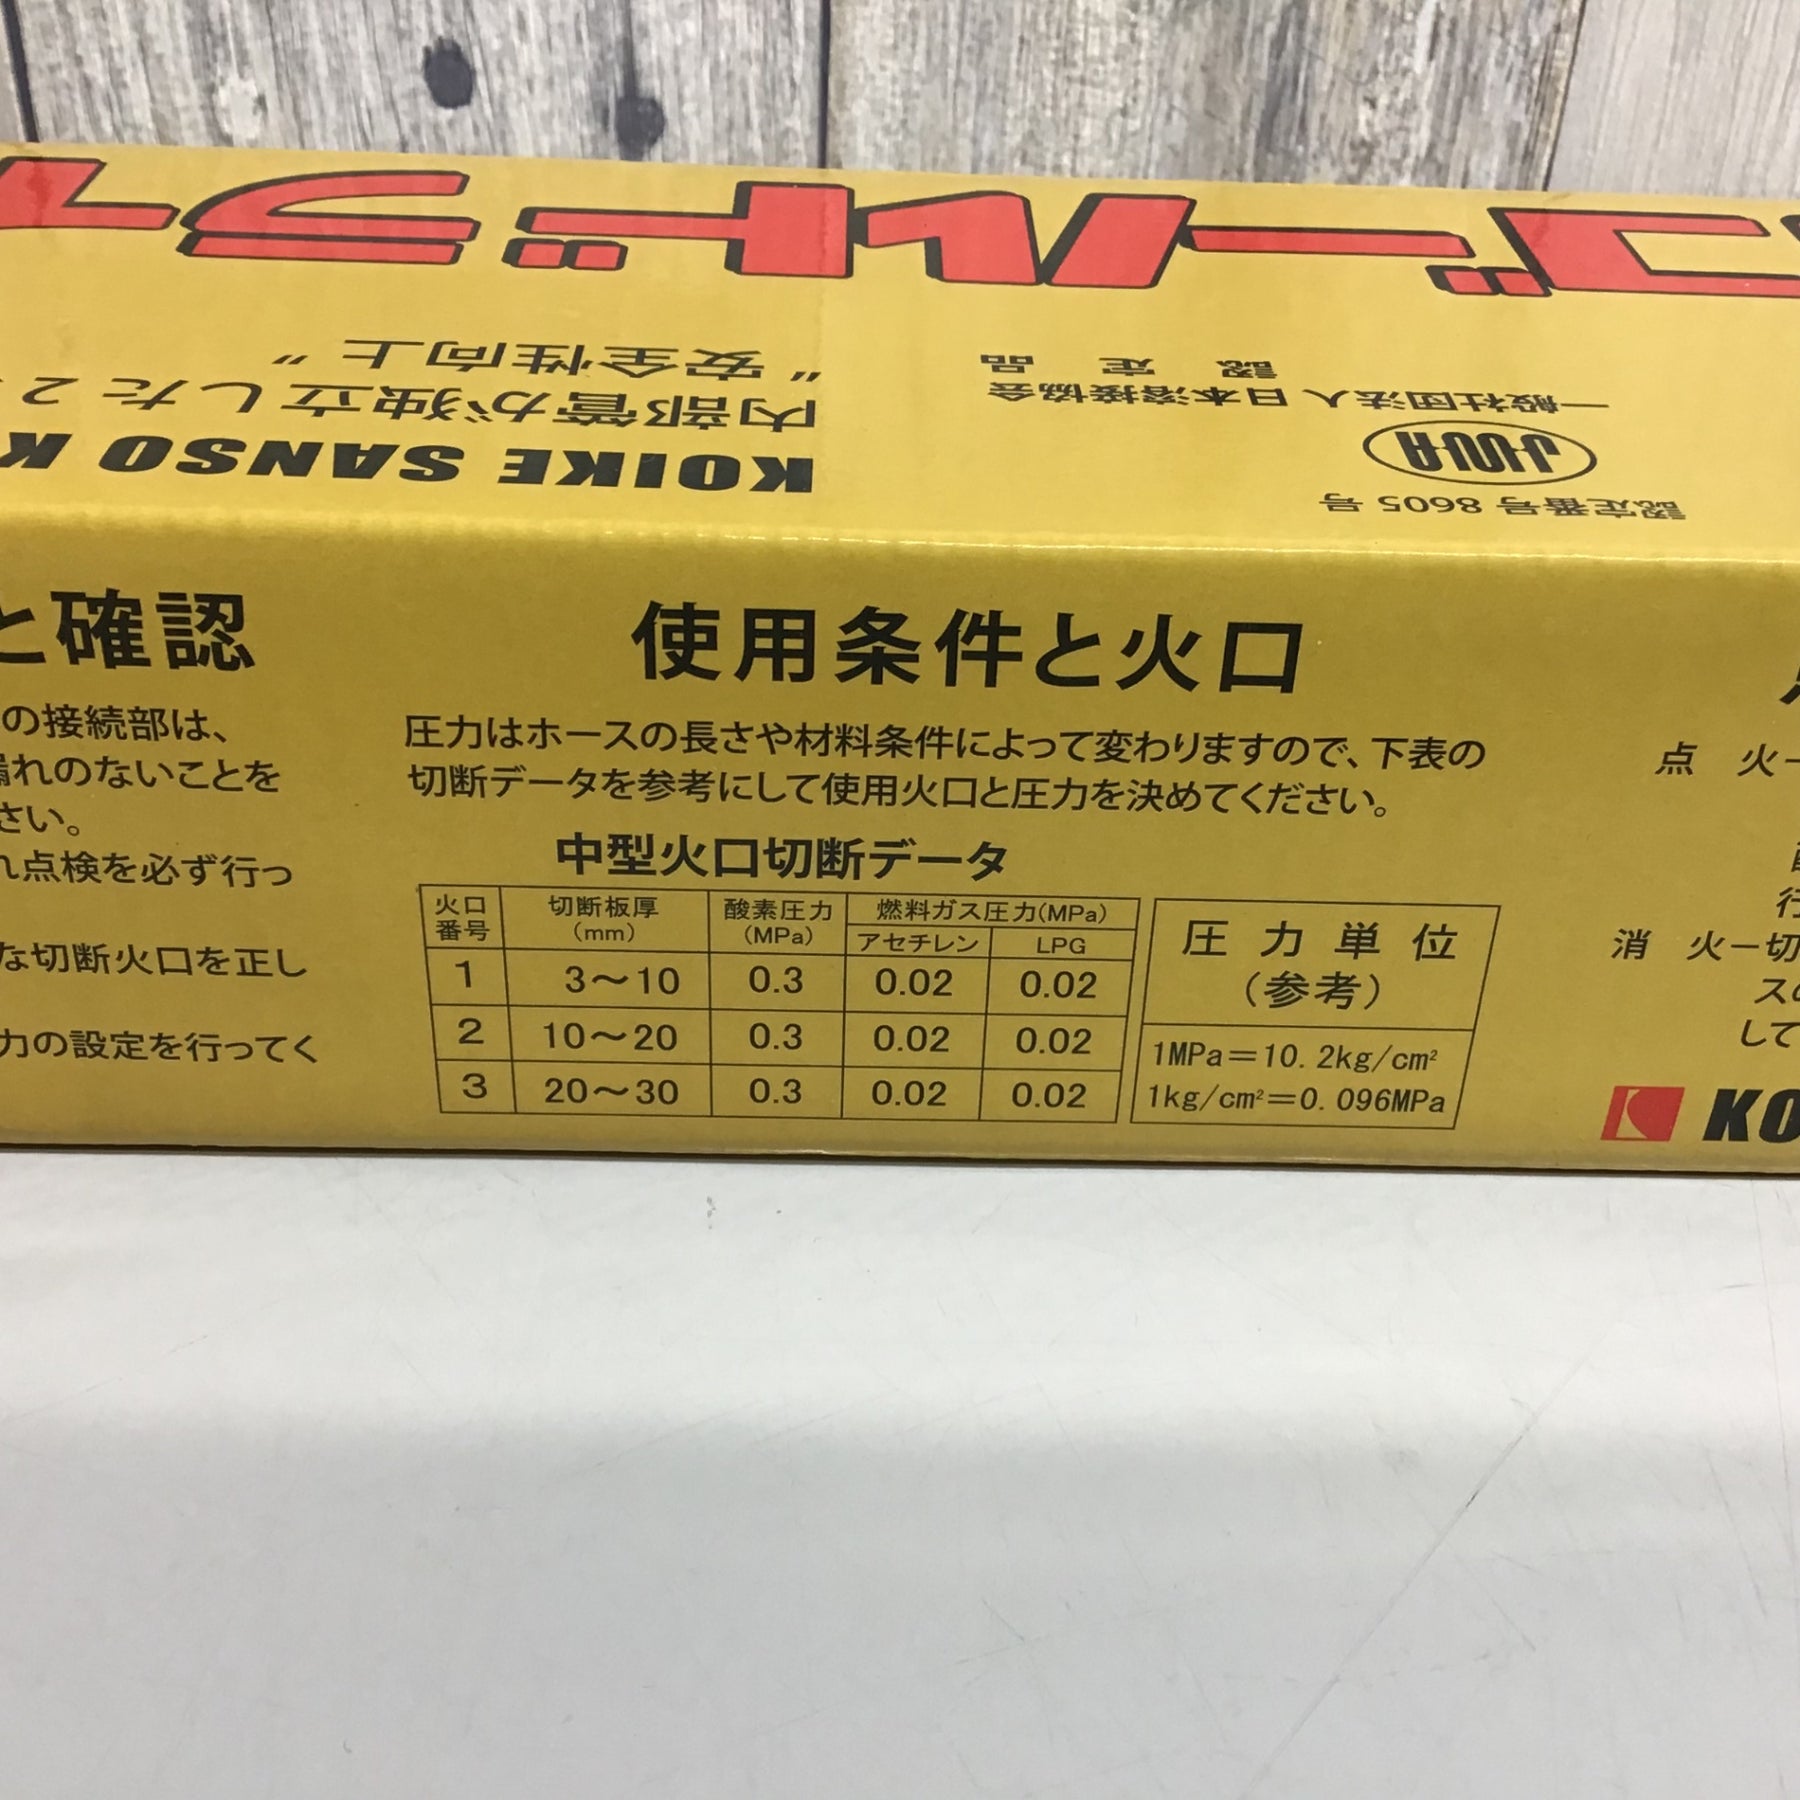 認定番号 8605 号
JWA
一般社団法人 日本溶接協会
認 定 品
KOIKE SANSO K
内部管が独立した2
"安全性向上"
と確認
の接続部は、
漏れのないことを
さい。
れ点検を必ず行っ
な切断火口を正し
力の設定を行ってく
使用条件と火口
圧力はホースの長さや材料条件によって変わりますので、下表の
切断データを参考にして使用火口と圧力を決めてください。
中型火口切断データ
火口番号 切断板厚(mm) 酸素圧力(MPa) 燃料ガス圧力(MPa)
アセチレン LPG
1 3～10 0.3 0.02 0.02
2 10～20 0.3 0.02 0.02
3 20～30 0.3 0.02 0.02
圧力単位
(参考)
1MPa＝10.2kg/cm²
1kg/cm²＝0.096MPa
点 火ー
行
消 火ー切
スの
して
KO